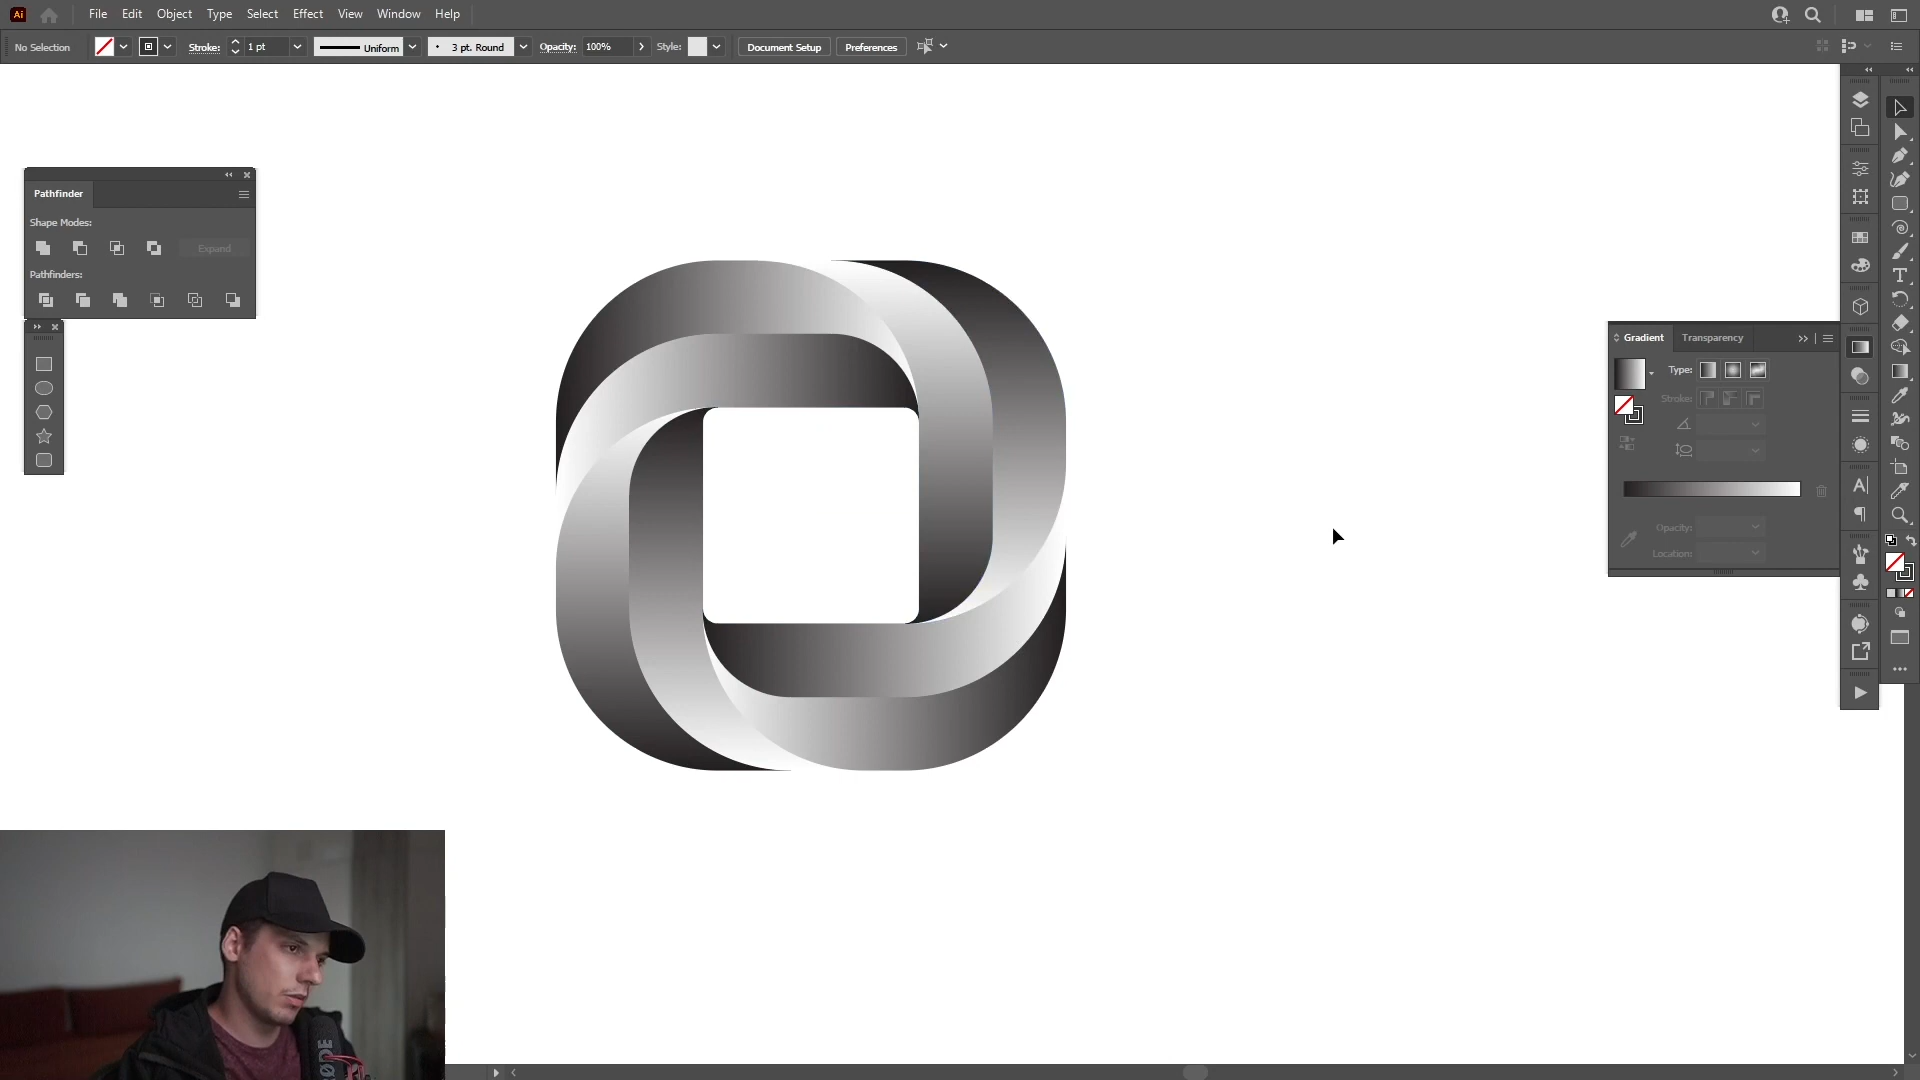 Ai File Edit Object Type Select Effect View Window Help
No Selection Stroke: 1 pt Uniform 3 pt. Round Opacity: 100% Style: Document Setup Preferences
Pathfinder
Shape Modes:
Expand
Pathfinders:
Gradient Transparency
Type:
Stroke:
Opacity:
Location:
RØDE